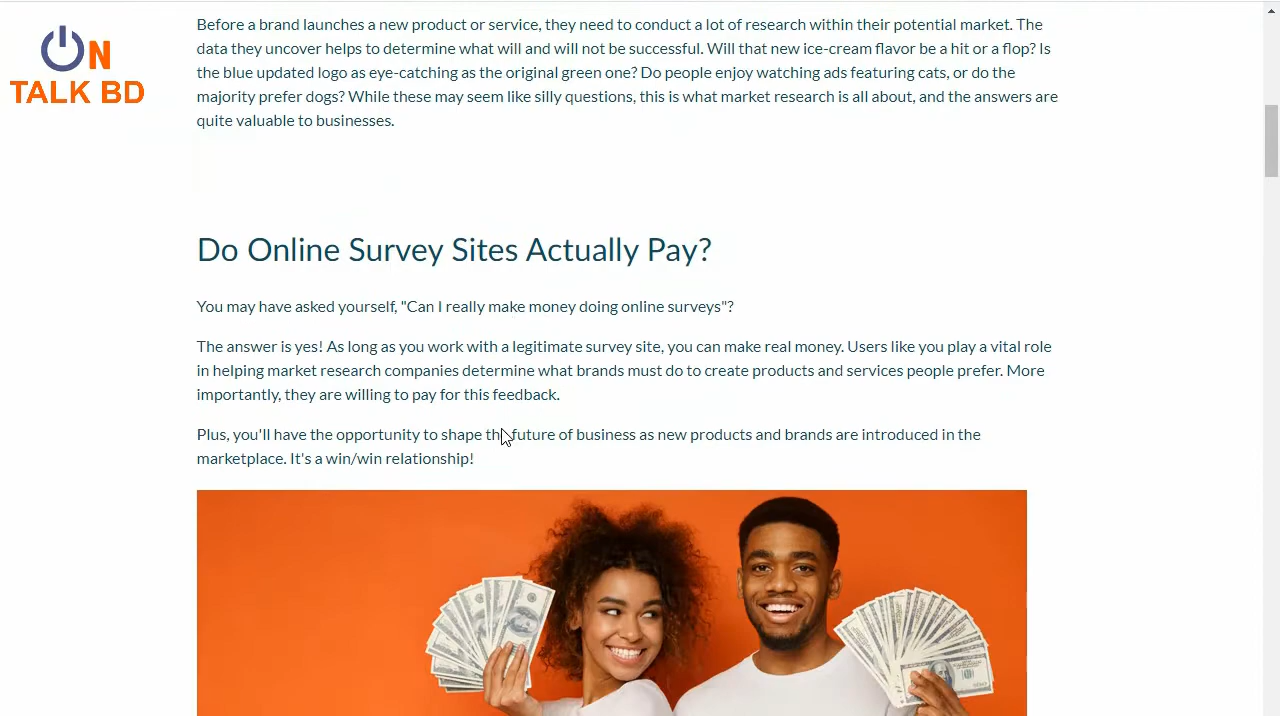 Before a brand launches a new product or service, they need to conduct a lot of research within their potential market. The
data they uncover helps to determine what will and will not be successful. Will that new ice-cream flavor be a hit or a flop? Is
the blue updated logo as eye-catching as the original green one? Do people enjoy watching ads featuring cats, or do the
majority prefer dogs? While these may seem like silly questions, this is what market research is all about, and the answers are
quite valuable to businesses.
ON
TALK BD
Do Online Survey Sites Actually Pay?
You may have asked yourself, "Can I really make money doing online surveys"?
The answer is yes! As long as you work with a legitimate survey site, you can make real money. Users like you play a vital role
in helping market research companies determine what brands must do to create products and services people prefer. More
importantly, they are willing to pay for this feedback.
Plus, you'll have the opportunity to shape the future of business as new products and brands are introduced in the
marketplace. It's a win/win relationship!